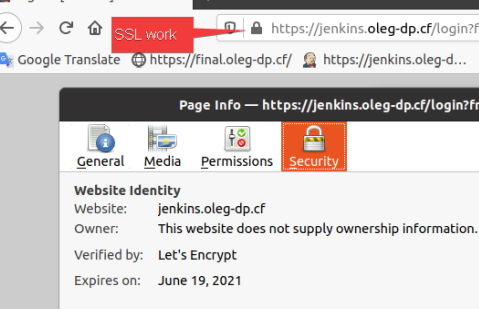 SSL work
https://jenkins.oleg-dp.cf/login?f
Google Translate
https://final.oleg-dp.cf/
https://jenkins.oleg-d…
Page Info — https://jenkins.oleg-dp.cf/login?fr
General
Media
Permissions
Security
Website Identity
Website: jenkins.oleg-dp.cf
Owner: This website does not supply ownership information.
Verified by: Let's Encrypt
Expires on: June 19, 2021